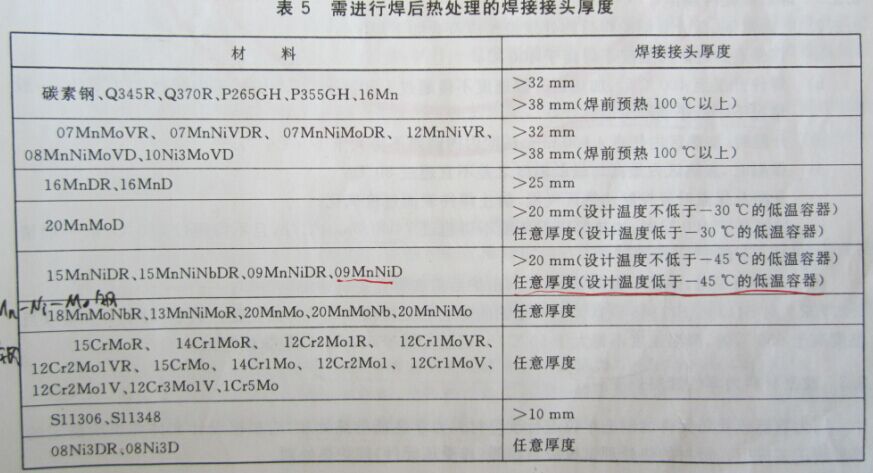 表 5 需进行焊后热处理的焊接接头厚度
材 料
焊接接头厚度
碳素钢、Q345R、Q370R、P265GH、P355GH、16Mn
>32 mm
>38 mm(焊前预热 100 ℃以上)
07MnMoVR、 07MnNiVDR、 07MnNiMoDR、 12MnNiVR、
08MnNiMoVD、10Ni3MoVD
>32 mm
>38 mm(焊前预热 100 ℃以上)
16MnDR、16MnD
>25 mm
20MnMoD
>20 mm(设计温度不低于-30 ℃的低温容器)
任意厚度(设计温度低于-30 ℃的低温容器)
15MnNiDR、15MnNiNbDR、09MnNiDR、09MnNiD
>20 mm(设计温度不低于-45 ℃的低温容器)
任意厚度(设计温度低于-45 ℃的低温容器)
Mn-Ni-Mo
18MnMoNbR、13MnNiMoR、20MnMo、20MnMoNb、20MnNiMo
任意厚度
15CrMoR、 14Cr1MoR、 12Cr2Mo1R、 12Cr1MoVR、
12Cr2Mo1VR、 15CrMo、 14Cr1Mo、 12Cr2Mo1、 12Cr1MoV、
12Cr2Mo1V、12Cr3Mo1V、1Cr5Mo
任意厚度
S11306、S11348
>10 mm
08Ni3DR、08Ni3D
任意厚度